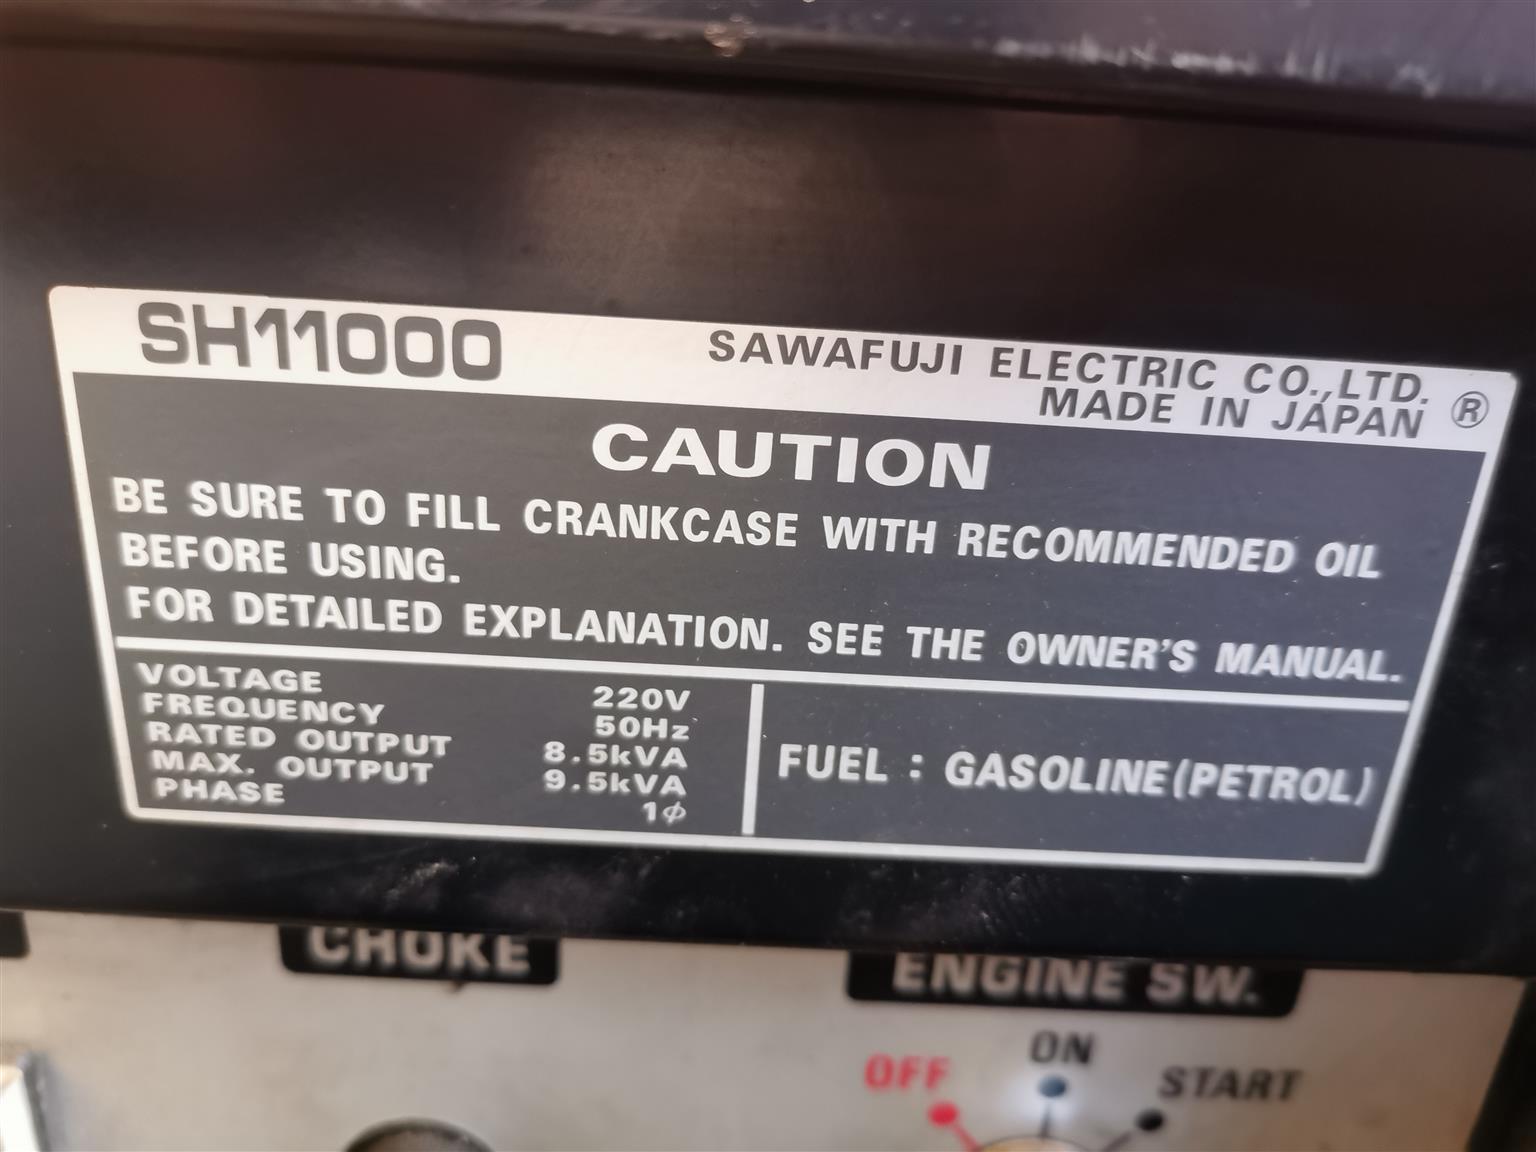 SH11000
SAWAFUJI ELECTRIC CO.,LTD.
MADE IN JAPAN ®
CAUTION
BE SURE TO FILL CRANKCASE WITH RECOMMENDED OIL
BEFORE USING.
FOR DETAILED EXPLANATION. SEE THE OWNER'S MANUAL.
VOLTAGE 220V
FREQUENCY 50Hz
RATED OUTPUT 8.5kVA
MAX. OUTPUT 9.5kVA
PHASE 1ϕ
FUEL : GASOLINE(PETROL)
CHOKE
ENGINE SW.
OFF
ON
START